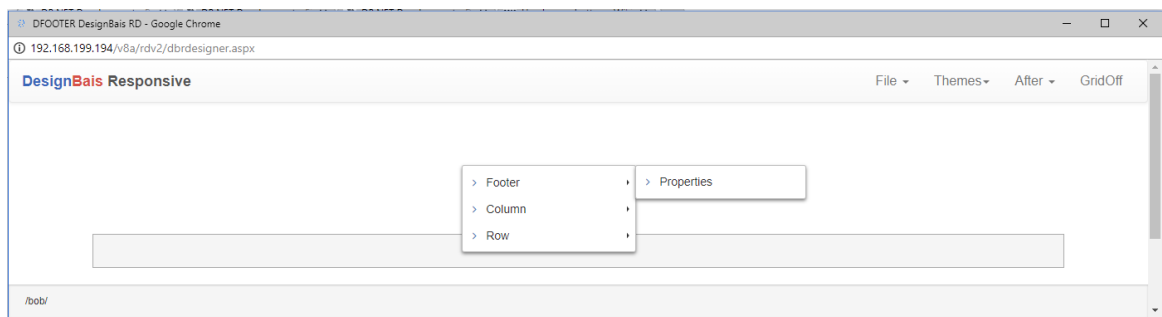 DFOOTER DesignBais RD - Google Chrome
192.168.199.194/v8a/rdv2/dbrdesigner.aspx
DesignBais Responsive File Themes After GridOff
Footer Properties
Column
Row
/bob/